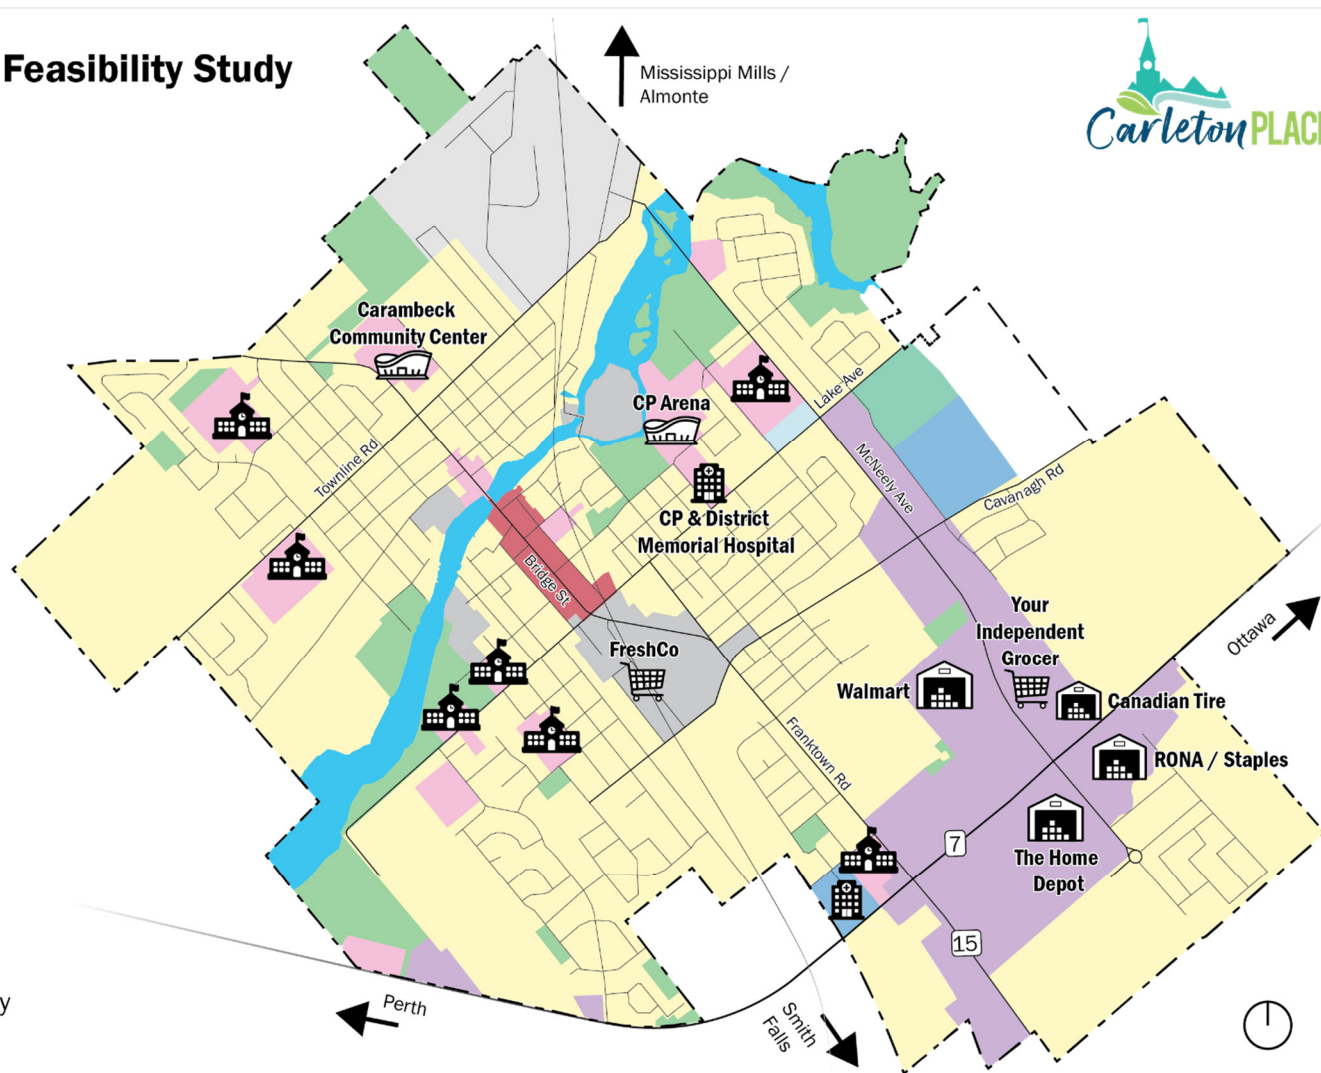 Feasibility Study
Mississippi Mills /
Almonte
Carleton PLAC
Carambeck
Community Center
Lake Ave
CP Arena
Townline Rd
McNeely Ave
Cavanagh Rd
CP & District
Memorial Hospital
Bridge St
Your
Independent
Grocer
Ottawa
FreshCo
Walmart
Canadian Tire
Franktown Rd
RONA / Staples
7
The Home
Depot
15
y
Perth
Smith
Falls